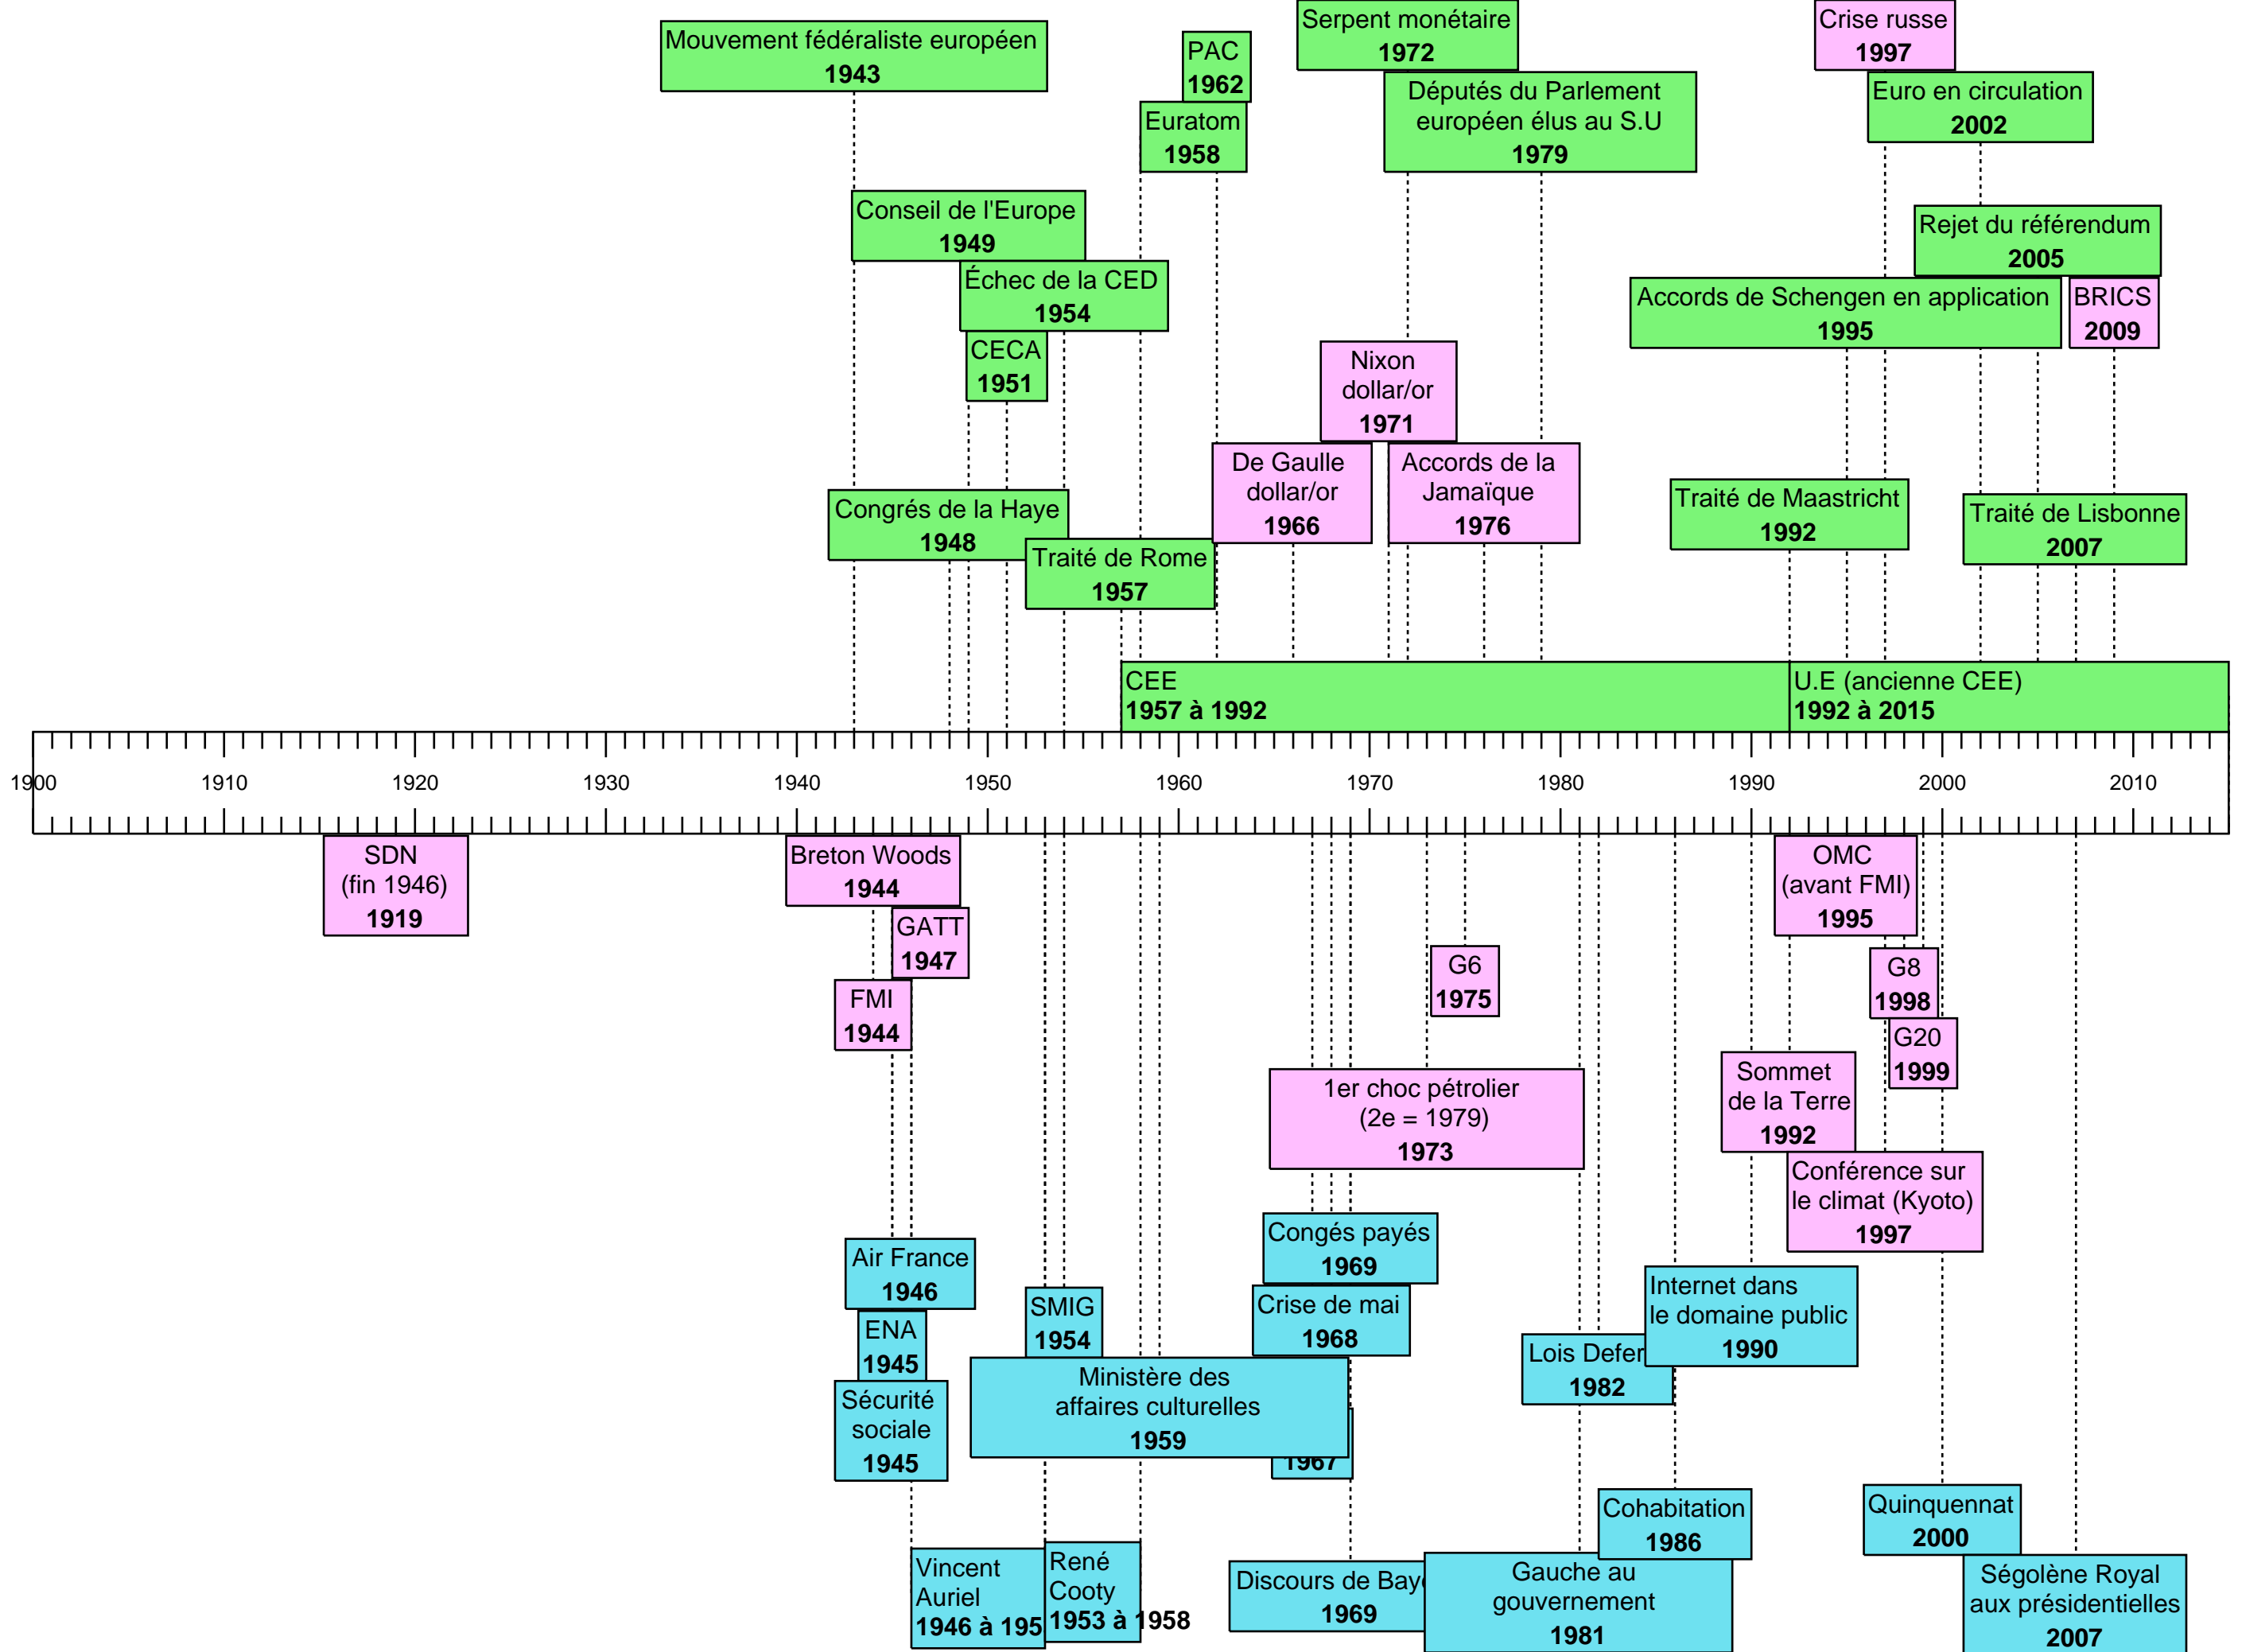 Serpent monétaire
1972
Crise russe
1997
Mouvement fédéraliste européen
1943
PAC
1962
Députés du Parlement
européen élus au S.U
1979
Euro en circulation
2002
Euratom
1958
Conseil de l'Europe
1949
Rejet du référendum
2005
Échec de la CED
1954
Accords de Schengen en application
1995
BRICS
2009
CECA
1951
Nixon
dollar/or
1971
De Gaulle
dollar/or
1966
Accords de la
Jamaïque
1976
Traité de Maastricht
1992
Congrés de la Haye
1948
Traité de Lisbonne
2007
Traité de Rome
1957
CEE
1957 à 1992
U.E (ancienne CEE)
1992 à 2015
1900 1910 1920 1930 1940 1950 1960 1970 1980 1990 2000 2010
SDN
(fin 1946)
1919
Breton Woods
1944
OMC
(avant FMI)
1995
GATT
1947
G6
1975
G8
1998
FMI
1944
G20
1999
Sommet
de la Terre
1992
1er choc pétrolier
(2e = 1979)
1973
Conférence sur
le climat (Kyoto)
1997
Congés payés
1969
Air France
1946
Internet dans
le domaine public
1990
SMIG
1954
Crise de mai
1968
ENA
1945
Lois Defer
1982
Ministère des
affaires culturelles
1959
Sécurité
sociale
1945
1967
Quinquennat
2000
Cohabitation
1986
Vincent
Auriel
1946 à 195
René
Cooty
1953 à 1958
Discours de Baye
1969
Gauche au
gouvernement
1981
Ségolène Royal
aux présidentielles
2007